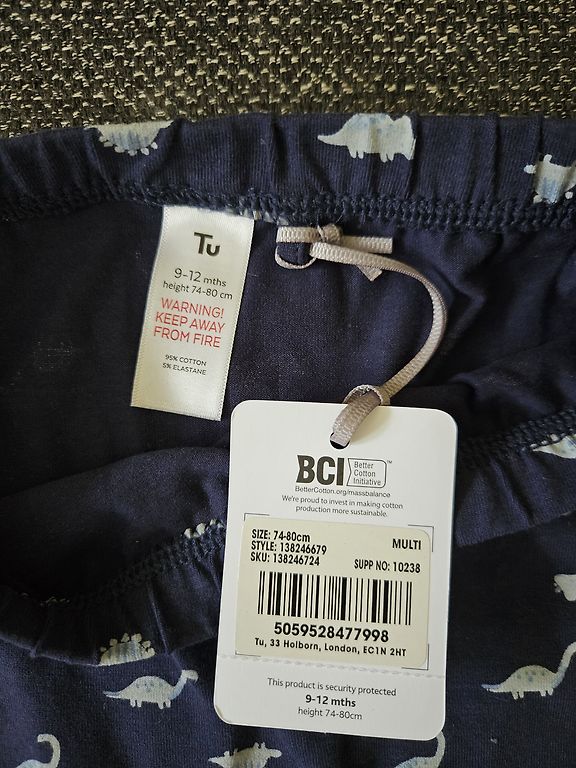 Tu
9-12 mths
height 74-80 cm
WARNING!
KEEP AWAY
FROM FIRE
95% COTTON
5% ELASTANE
BCI Better Cotton Initiative™
BetterCotton.org/massbalance
We're proud to invest in making cotton
production more sustainable.
SIZE: 74-80cm MULTI
STYLE: 138246679
SKU: 138246724 SUPP NO: 10238
5059528477998
Tu, 33 Holborn, London, EC1N 2HT
This product is security protected
9-12 mths
height 74-80cm